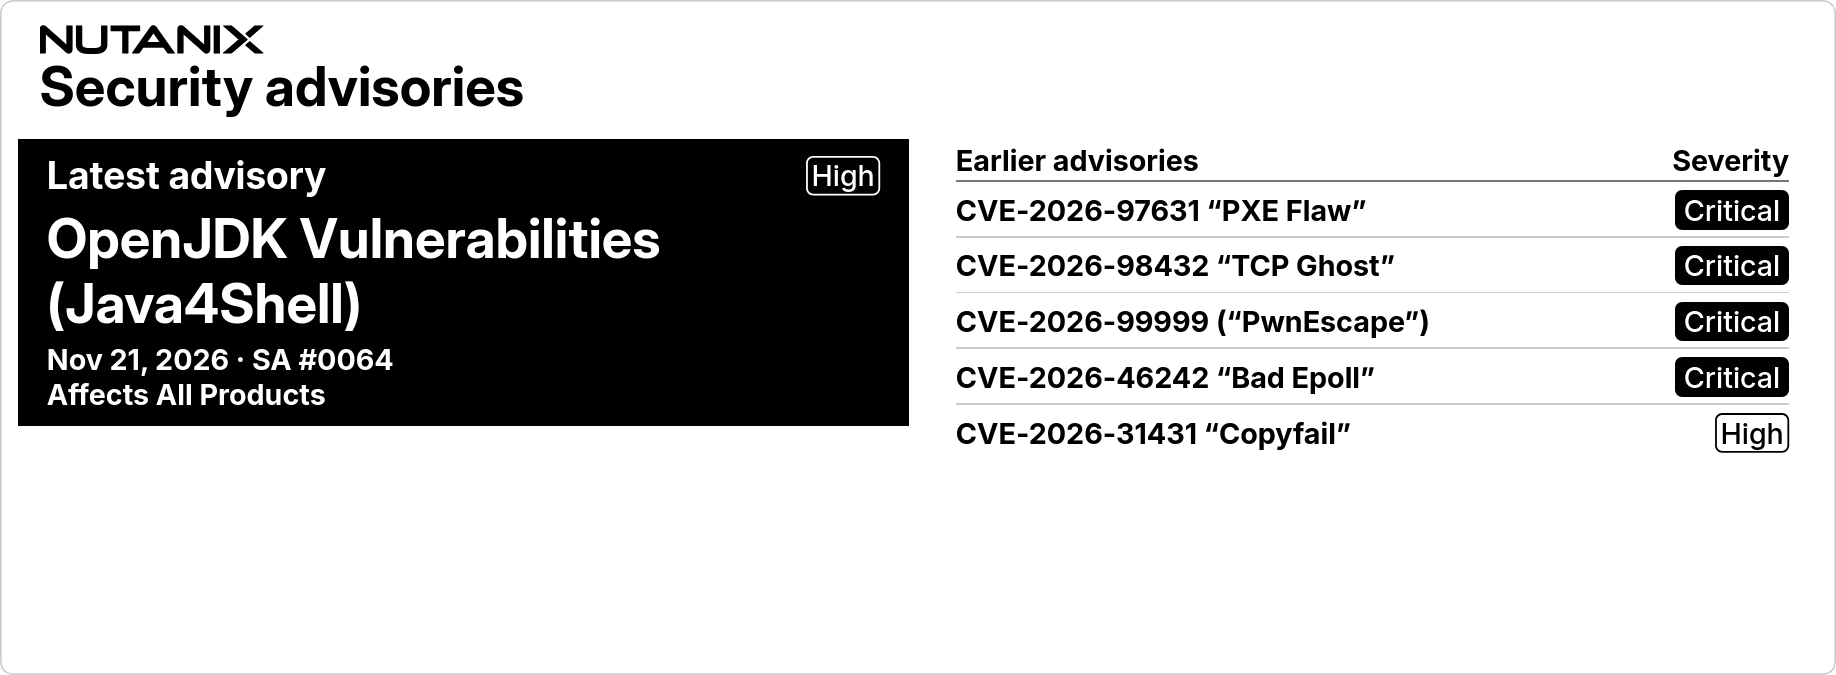 NUTANIX
Security advisories
Latest advisory
High
OpenJDK Vulnerabilities
(Java4Shell)
Nov 21, 2026 · SA #0064
Affects All Products
Earlier advisories Severity
CVE-2026-97631 “PXE Flaw” Critical
CVE-2026-98432 “TCP Ghost” Critical
CVE-2026-99999 (“PwnEscape”) Critical
CVE-2026-46242 “Bad Epoll” Critical
CVE-2026-31431 “Copyfail” High